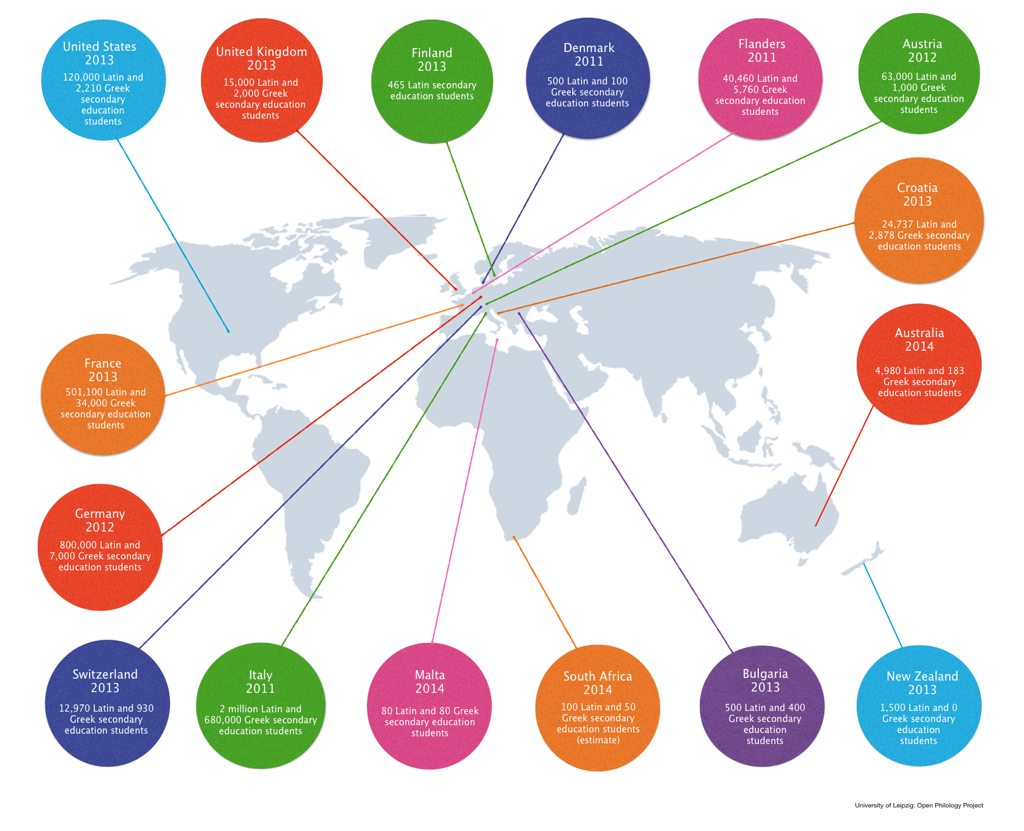 United States
2013
120,000 Latin and
2,210 Greek
secondary
education
students
United Kingdom
2013
15,000 Latin and
2,000 Greek
secondary education
students
Finland
2013
465 Latin secondary
education students
Denmark
2011
500 Latin and 100
Greek secondary
education students
Flanders
2011
40,460 Latin and
5,760 Greek
secondary education
students
Austria
2012
63,000 Latin and
1,000 Greek
secondary education
students
Croatia
2013
24,737 Latin and
2,878 Greek secondary
education students
Australia
2014
4,980 Latin and 183
Greek secondary
education students
France
2013
501,100 Latin and
34,000 Greek
secondary education
students
Germany
2012
800,000 Latin and
7,000 Greek secondary
education students
Switzerland
2013
12,970 Latin and 930
Greek secondary
education students
Italy
2011
2 million Latin and
680,000 Greek secondary
education students
Malta
2014
80 Latin and 80 Greek
secondary education
students
South Africa
2014
100 Latin and 50
Greek secondary
education students
(estimate)
Bulgaria
2013
500 Latin and 400
Greek secondary
education
students
New Zealand
2013
1,500 Latin and 0
Greek secondary
education
students
University of Leipzig: Open Philology Project